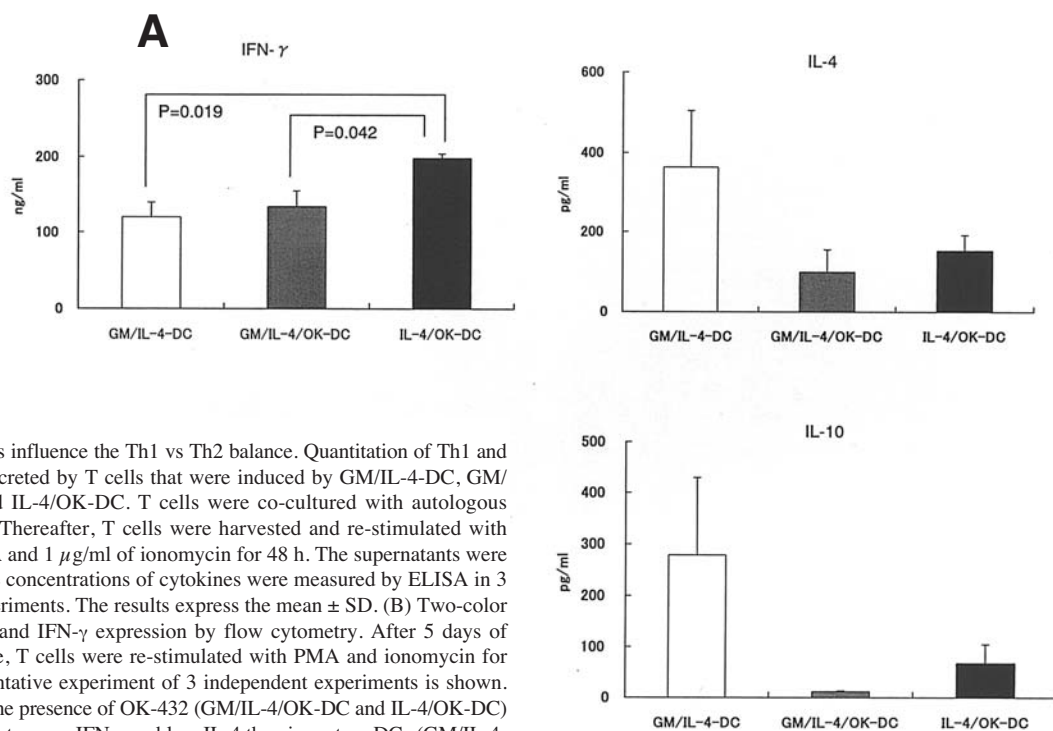 A
IFN-γ
300
200
100
0
ng/ml
P=0.019
P=0.042
GM/IL-4-DC
GM/IL-4/OK-DC
IL-4/OK-DC
IL-4
600
400
200
0
pg/ml
GM/IL-4-DC
GM/IL-4/OK-DC
IL-4/OK-DC
s influence the Th1 vs Th2 balance. Quantitation of Th1 and
creted by T cells that were induced by GM/IL-4-DC, GM/
l IL-4/OK-DC. T cells were co-cultured with autologous
Thereafter, T cells were harvested and re-stimulated with
and 1 μg/ml of ionomycin for 48 h. The supernatants were
concentrations of cytokines were measured by ELISA in 3
eriments. The results express the mean ± SD. (B) Two-color
and IFN-γ expression by flow cytometry. After 5 days of
e, T cells were re-stimulated with PMA and ionomycin for
ntative experiment of 3 independent experiments is shown.
he presence of OK-432 (GM/IL-4/OK-DC and IL-4/OK-DC)
IL-10
500
400
300
200
100
0
pg/ml
GM/IL-4-DC
GM/IL-4/OK-DC
IL-4/OK-DC